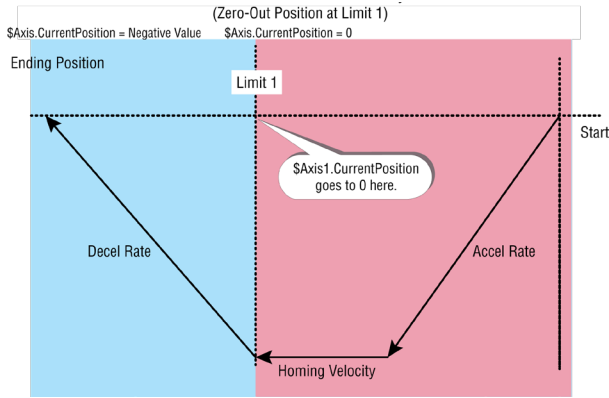 (Zero-Out Position at Limit 1)
$Axis.CurrentPosition = Negative Value $Axis.CurrentPosition = 0
Ending Position
Limit 1
Start
$Axis1.CurrentPosition
goes to 0 here.
Decel Rate
Accel Rate
Homing Velocity